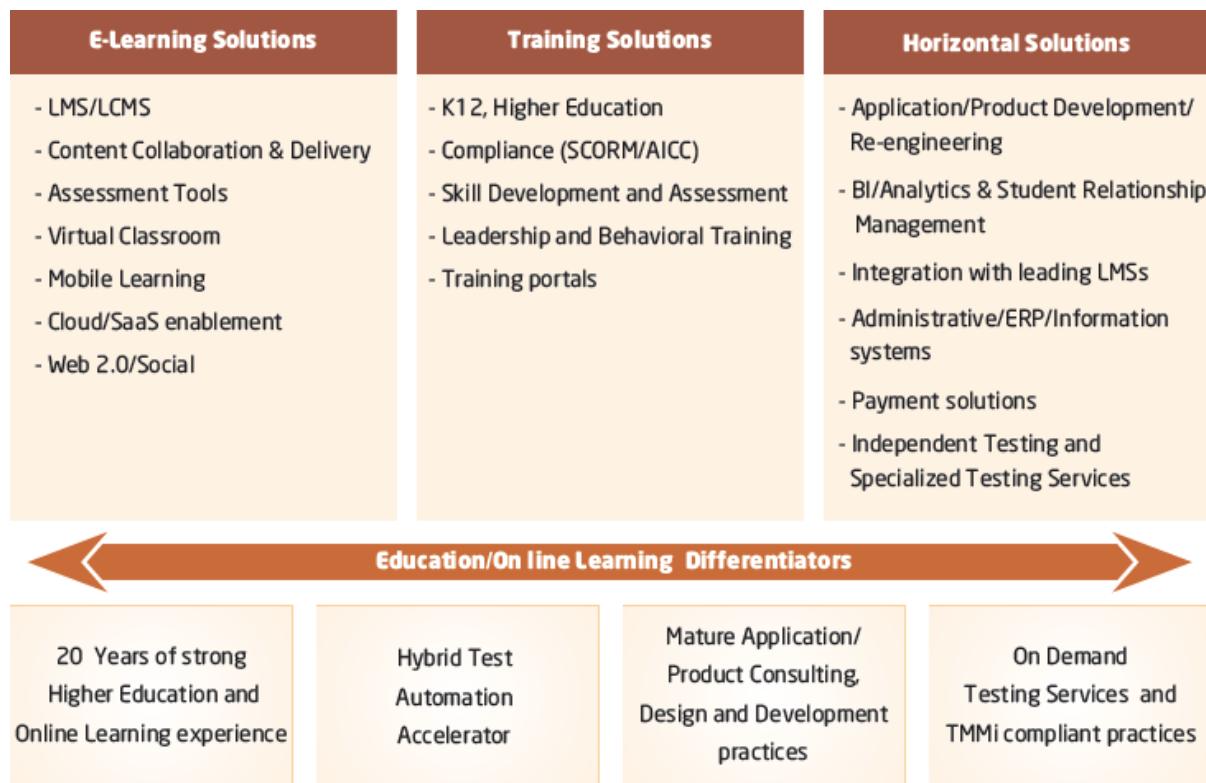 E-Learning Solutions
- LMS/LCMS
- Content Collaboration & Delivery
- Assessment Tools
- Virtual Classroom
- Mobile Learning
- Cloud/SaaS enablement
- Web 2.0/Social
Training Solutions
- K12, Higher Education
- Compliance (SCORM/AICC)
- Skill Development and Assessment
- Leadership and Behavioral Training
- Training portals
Horizontal Solutions
- Application/Product Development/
Re-engineering
- BI/Analytics & Student Relationship
Management
- Integration with leading LMSs
- Administrative/ERP/Information
systems
- Payment solutions
- Independent Testing and
Specialized Testing Services
Education/On line Learning Differentiators
20 Years of strong
Higher Education and
Online Learning experience
Hybrid Test
Automation
Accelerator
Mature Application/
Product Consulting,
Design and Development
practices
On Demand
Testing Services and
TMMi compliant practices